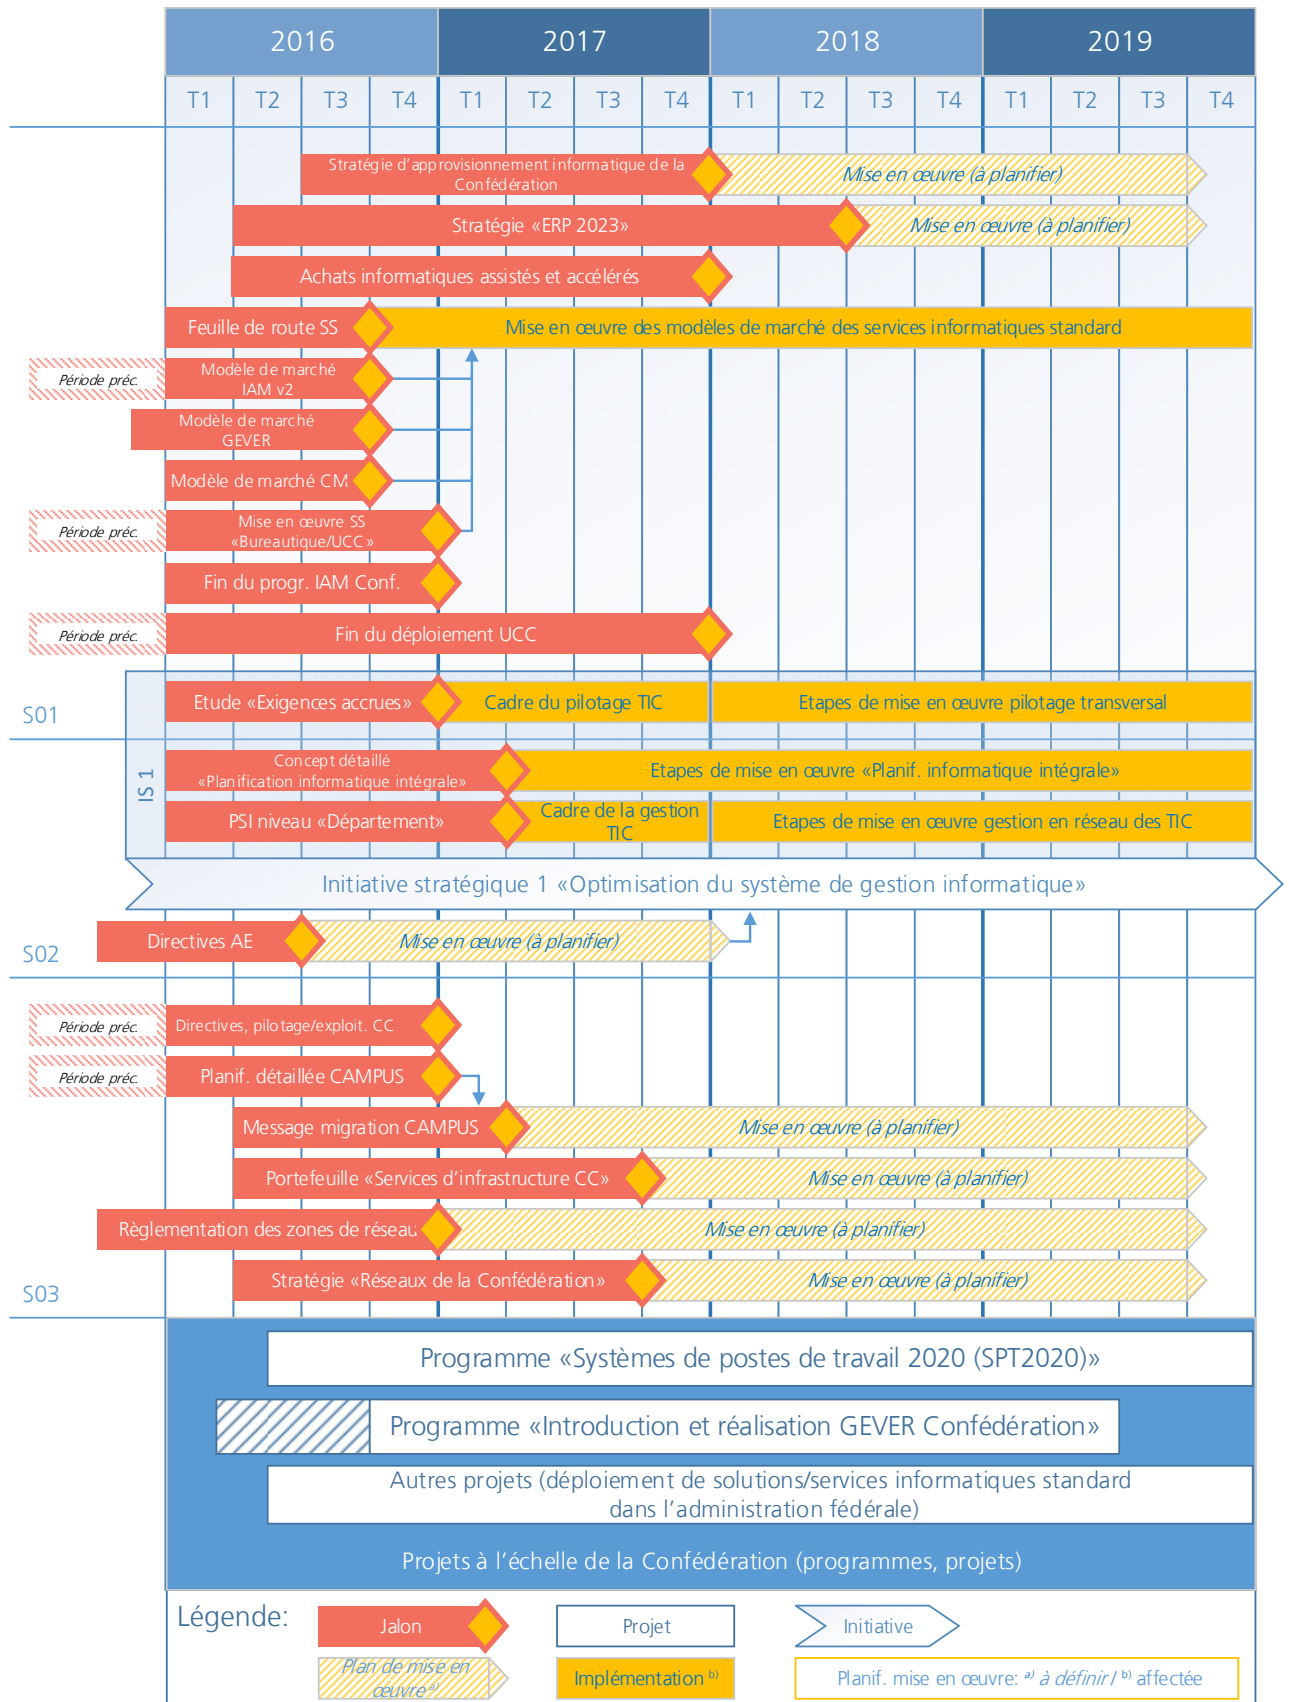 2016 2017 2018 2019
T1 T2 T3 T4 T1 T2 T3 T4 T1 T2 T3 T4 T1 T2 T3 T4
Stratégie d'approvisionnement informatique de la
Confédération
Mise en œuvre (à planifier)
Stratégie «ERP 2023»
Mise en œuvre (à planifier)
Achats informatiques assistés et accélérés
Feuille de route SS
Mise en œuvre des modèles de marché des services informatiques standard
Période préc.
Modèle de marché
IAM v2
Modèle de marché
GEVER
Modèle de marché CM
Période préc.
Mise en œuvre SS
«Bureautique/UCC»
Fin du progr. IAM Conf.
Période préc.
Fin du déploiement UCC
S01
Etude «Exigences accrues»
Cadre du pilotage TIC
Etapes de mise en œuvre pilotage transversal
IS 1
Concept détaillé
«Planification informatique intégrale»
Etapes de mise en œuvre «Planif. informatique intégrale»
PSI niveau «Département»
Cadre de la gestion
TIC
Etapes de mise en œuvre gestion en réseau des TIC
Initiative stratégique 1 «Optimisation du système de gestion informatique»
S02
Directives AE
Mise en œuvre (à planifier)
Période préc.
Directives, pilotage/exploit. CC
Période préc.
Planif. détaillée CAMPUS
Message migration CAMPUS
Mise en œuvre (à planifier)
Portefeuille «Services d'infrastructure CC»
Mise en œuvre (à planifier)
Règlementation des zones de réseau
Mise en œuvre (à planifier)
S03
Stratégie «Réseaux de la Confédération»
Mise en œuvre (à planifier)
Programme «Systèmes de postes de travail 2020 (SPT2020)»
Programme «Introduction et réalisation GEVER Confédération»
Autres projets (déploiement de solutions/services informatiques standard
dans l'administration fédérale)
Projets à l'échelle de la Confédération (programmes, projets)
Légende:
Jalon
Projet
Initiative
Plan de mise en
œuvre a)
Implémentation b)
Planif. mise en œuvre: a) à définir / b) affectée